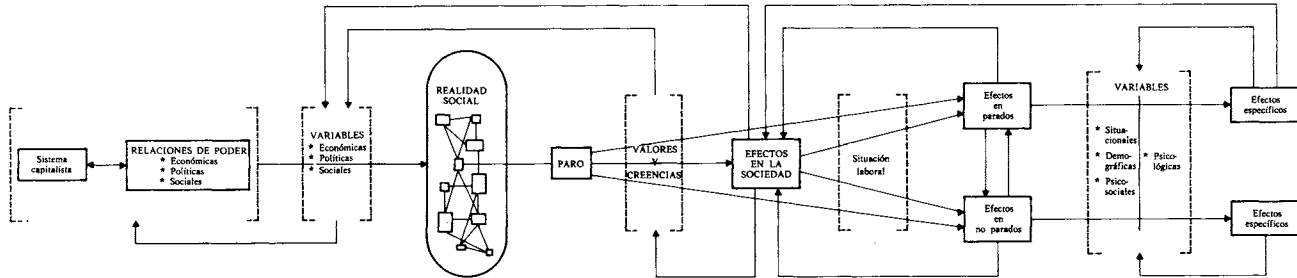 Sistema
capitalista
RELACIONES DE PODER
* Económicas
* Políticas
* Sociales
VARIABLES
* Económicas
* Políticas
* Sociales
REALIDAD
SOCIAL
PARO
VALORES
Y
CREENCIAS
EFECTOS
EN LA
SOCIEDAD
Situación
laboral
Efectos
en
parados
Efectos
en
no parados
VARIABLES
* Situa-
cionales
* Demo-
gráficas
* Psico-
sociales
* Psico-
lógicas
Efectos
específicos
Efectos
específicos